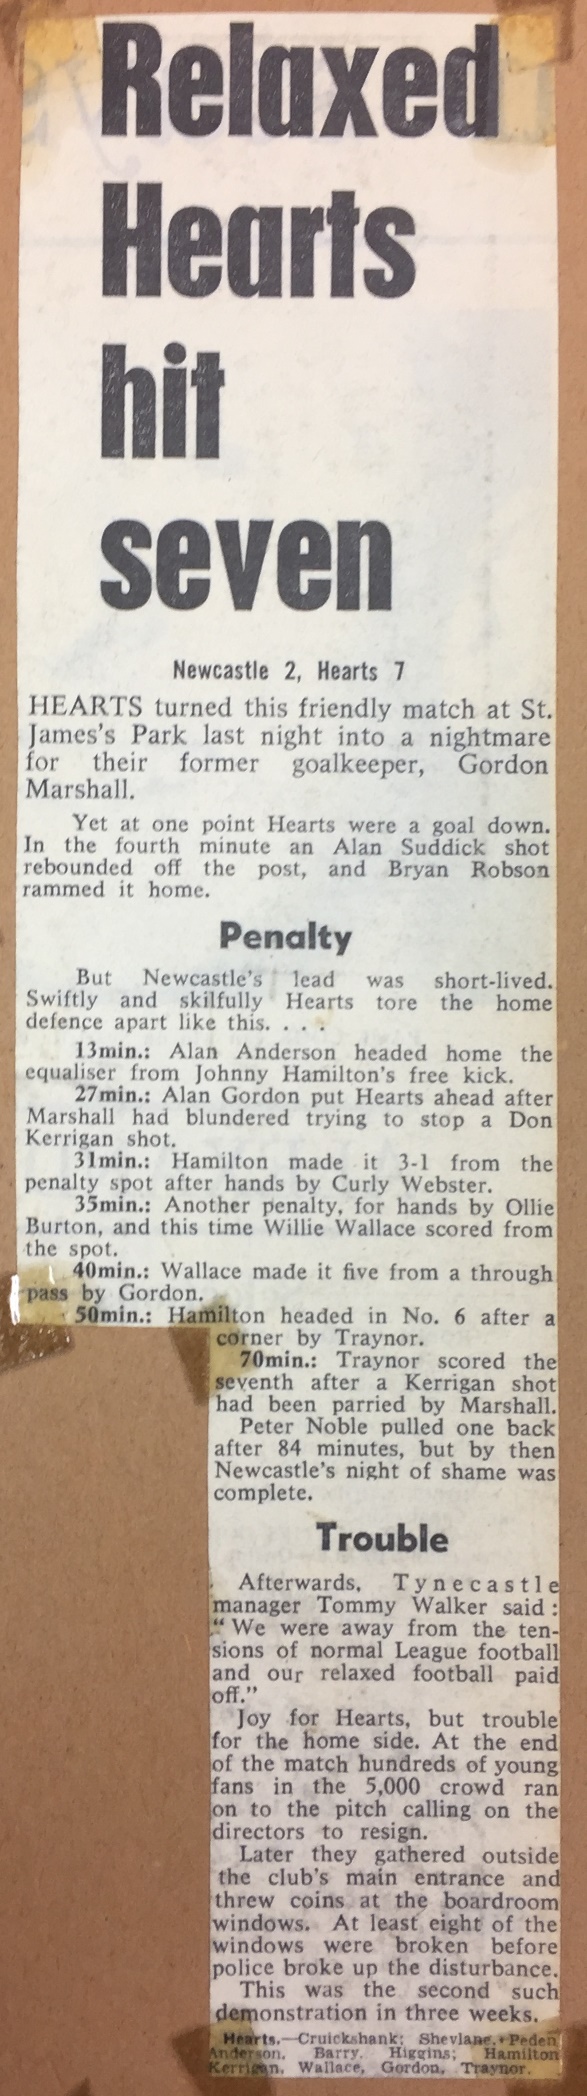 Relaxed
Hearts
hit
seven
Newcastle 2, Hearts 7
HEARTS turned this friendly match at St.
James's Park last night into a nightmare
for their former goalkeeper, Gordon
Marshall.
Yet at one point Hearts were a goal down.
In the fourth minute an Alan Suddick shot
rebounded off the post, and Bryan Robson
rammed it home.
Penalty
But Newcastle's lead was short-lived.
Swiftly and skilfully Hearts tore the home
defence apart like this. . . .
13min.: Alan Anderson headed home the
equaliser from Johnny Hamilton's free kick.
27min.: Alan Gordon put Hearts ahead after
Marshall had blundered trying to stop a Don
Kerrigan shot.
31min.: Hamilton made it 3-1 from the
penalty spot after hands by Curly Webster.
35min.: Another penalty, for hands by Ollie
Burton, and this time Willie Wallace scored from
the spot.
40min.: Wallace made it five from a through
pass by Gordon.
50min.: Hamilton headed in No. 6 after a
corner by Traynor.
70min.: Traynor scored the
seventh after a Kerrigan shot
had been parried by Marshall.
Peter Noble pulled one back
after 84 minutes, but by then
Newcastle's night of shame was
complete.
Trouble
Afterwards, Tynecastle
manager Tommy Walker said:
"We were away from the ten-
sions of normal League football
and our relaxed football paid
off."
Joy for Hearts, but trouble
for the home side. At the end
of the match hundreds of young
fans in the 5,000 crowd ran
on to the pitch calling on the
directors to resign.
Later they gathered outside
the club's main entrance and
threw coins at the boardroom
windows. At least eight of the
windows were broken before
police broke up the disturbance.
This was the second such
demonstration in three weeks.
Hearts.—Cruickshank; Shevlane, Peden
Anderson, Barry, Higgins; Hamilton
Kerrigan, Wallace, Gordon, Traynor.